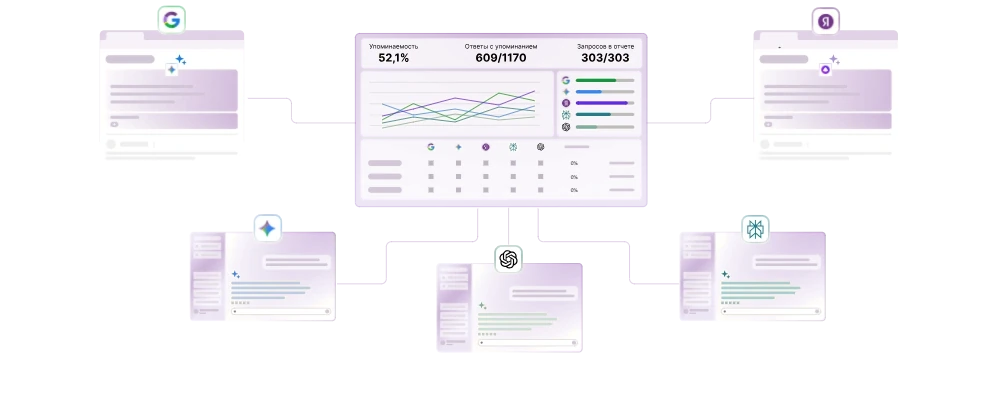 Упоминаемость
52,1%
Ответы с упоминанием
609/1170
Запросов в отчете
303/303
0%
0%
0%